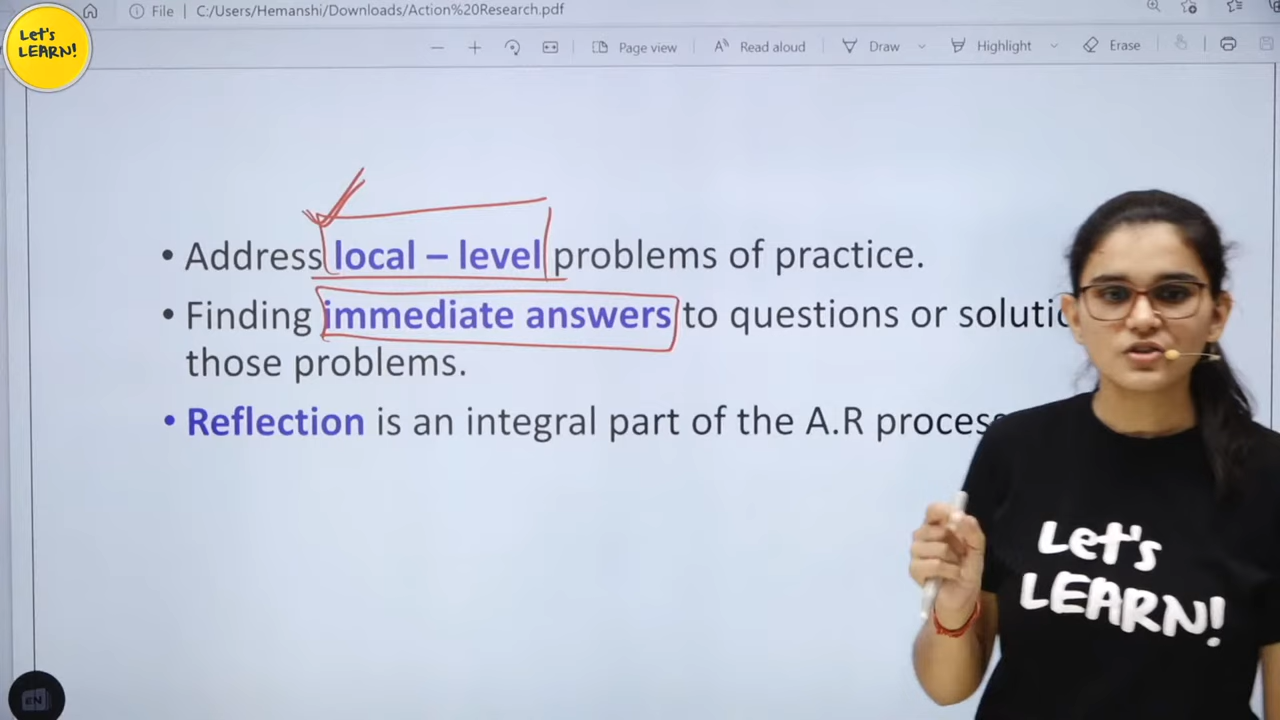 Let's
LEARN!
File | C:/Users/Hemanshi/Downloads/Action%20Research.pdf
Page view
Read aloud
Draw
Highlight
Erase
• Address local – level problems of practice.
• Finding immediate answers to questions or
those problems.
• Reflection is an integral part of the A.R
Let's
LEARN!
EN